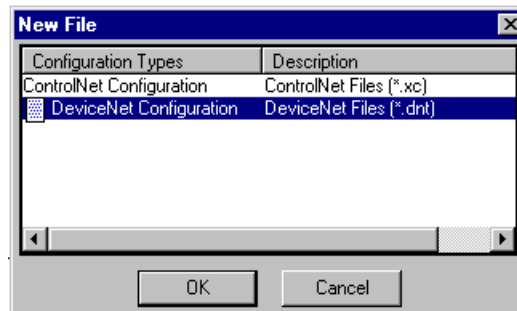 New File
Configuration Types Description
ControlNet Configuration ControlNet Files (*.xc)
DeviceNet Configuration DeviceNet Files (*.dnt)
OK Cancel